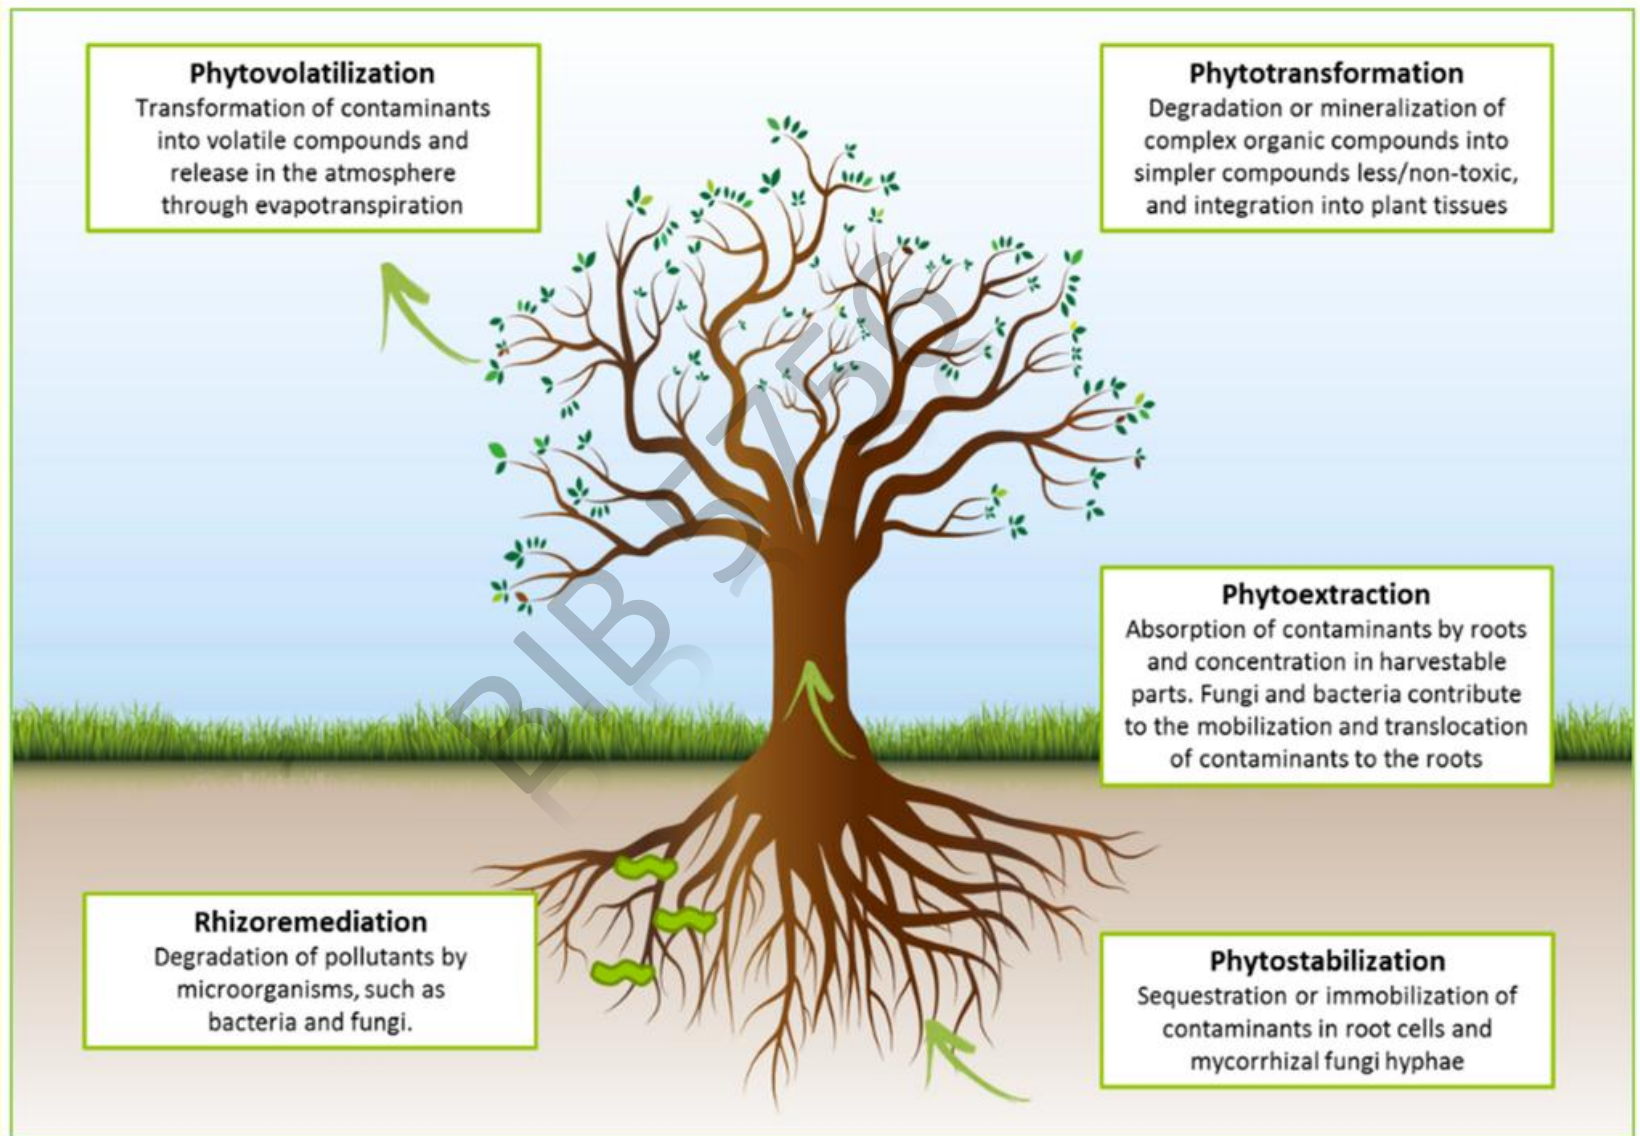 Phytovolatilization
Transformation of contaminants
into volatile compounds and
release in the atmosphere
through evapotranspiration
Phytotransformation
Degradation or mineralization of
complex organic compounds into
simpler compounds less/non-toxic,
and integration into plant tissues
BIB 5756
Phytoextraction
Absorption of contaminants by roots
and concentration in harvestable
parts. Fungi and bacteria contribute
to the mobilization and translocation
of contaminants to the roots
Rhizoremediation
Degradation of pollutants by
microorganisms, such as
bacteria and fungi.
Phytostabilization
Sequestration or immobilization of
contaminants in root cells and
mycorrhizal fungi hyphae